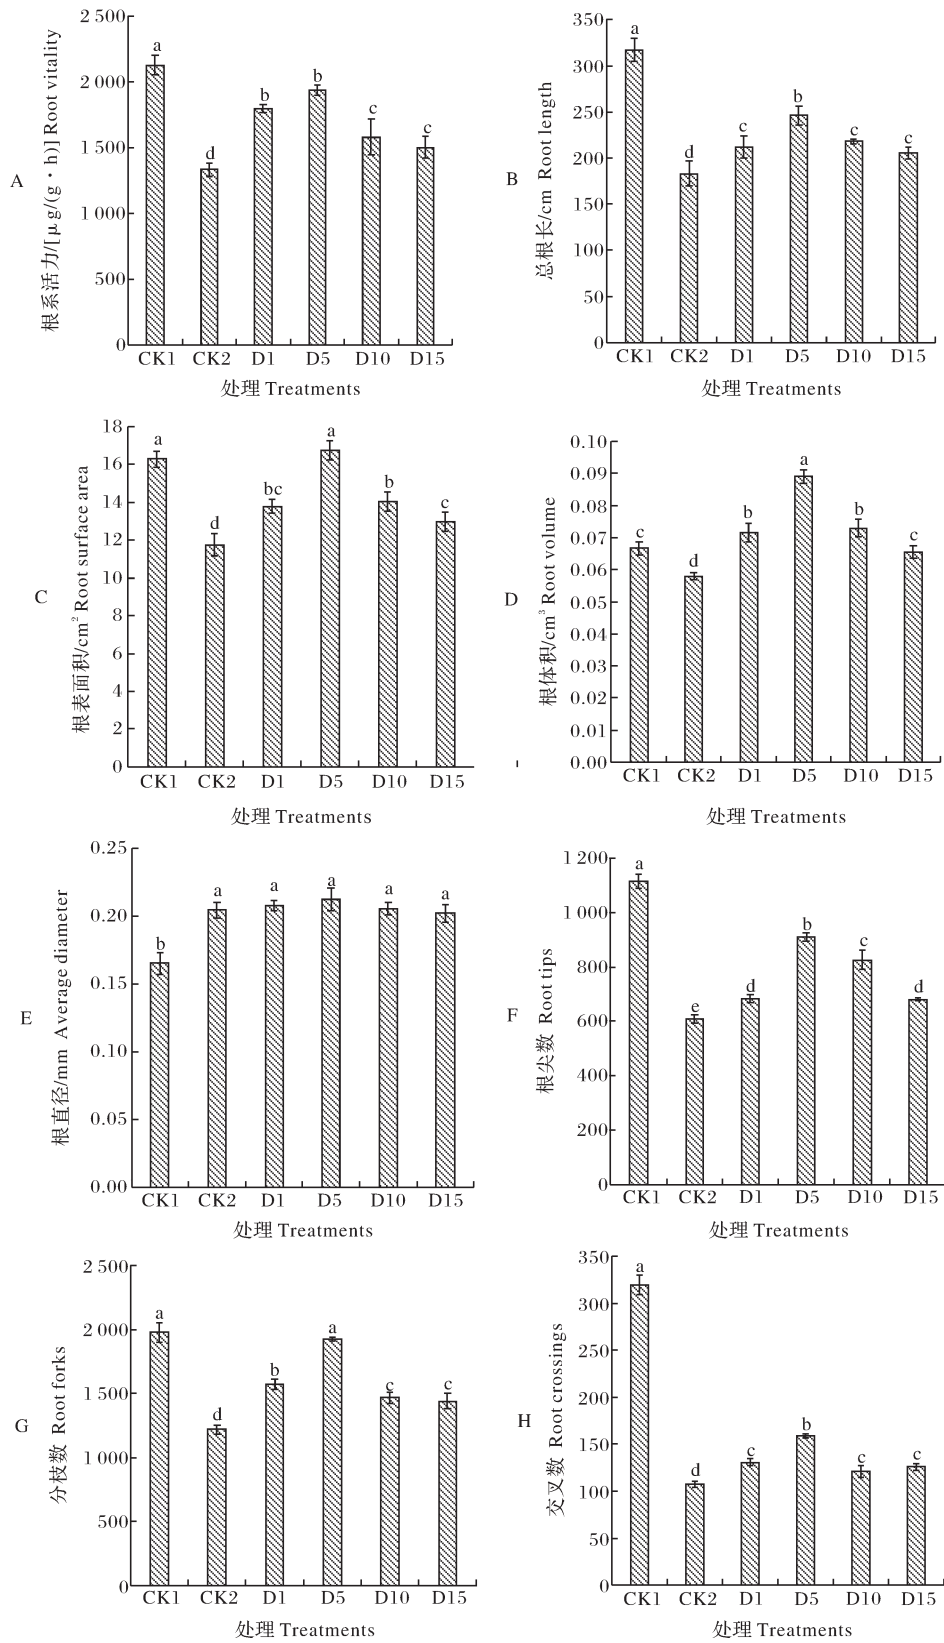 A
根系活力/[μg/(g·h)] Root vitality
2 500
2 000
1 500
1 000
500
0
a
d
b
b
c
c
CK1 CK2 D1 D5 D10 D15
处理 Treatments
B
总根长/cm Root length
350
300
250
200
150
100
50
0
a
d
c
b
c
c
CK1 CK2 D1 D5 D10 D15
处理 Treatments
C
根表面积/cm² Root surface area
18
16
14
12
10
8
6
4
2
0
a
d
bc
a
b
c
CK1 CK2 D1 D5 D10 D15
处理 Treatments
D
根体积/cm³ Root volume
0.10
0.09
0.08
0.07
0.06
0.05
0.04
0.03
0.02
0.01
0.00
c
d
b
a
b
c
CK1 CK2 D1 D5 D10 D15
处理 Treatments
E
根直径/mm Average diameter
0.25
0.20
0.15
0.10
0.05
0.00
b
a
a
a
a
a
CK1 CK2 D1 D5 D10 D15
处理 Treatments
F
根尖数 Root tips
1 200
1 000
800
600
400
200
0
a
e
d
b
c
d
CK1 CK2 D1 D5 D10 D15
处理 Treatments
G
分枝数 Root forks
2 500
2 000
1 500
1 000
500
0
a
d
b
a
c
c
CK1 CK2 D1 D5 D10 D15
处理 Treatments
H
交叉数 Root crossings
350
300
250
200
150
100
50
0
a
d
c
b
c
c
CK1 CK2 D1 D5 D10 D15
处理 Treatments